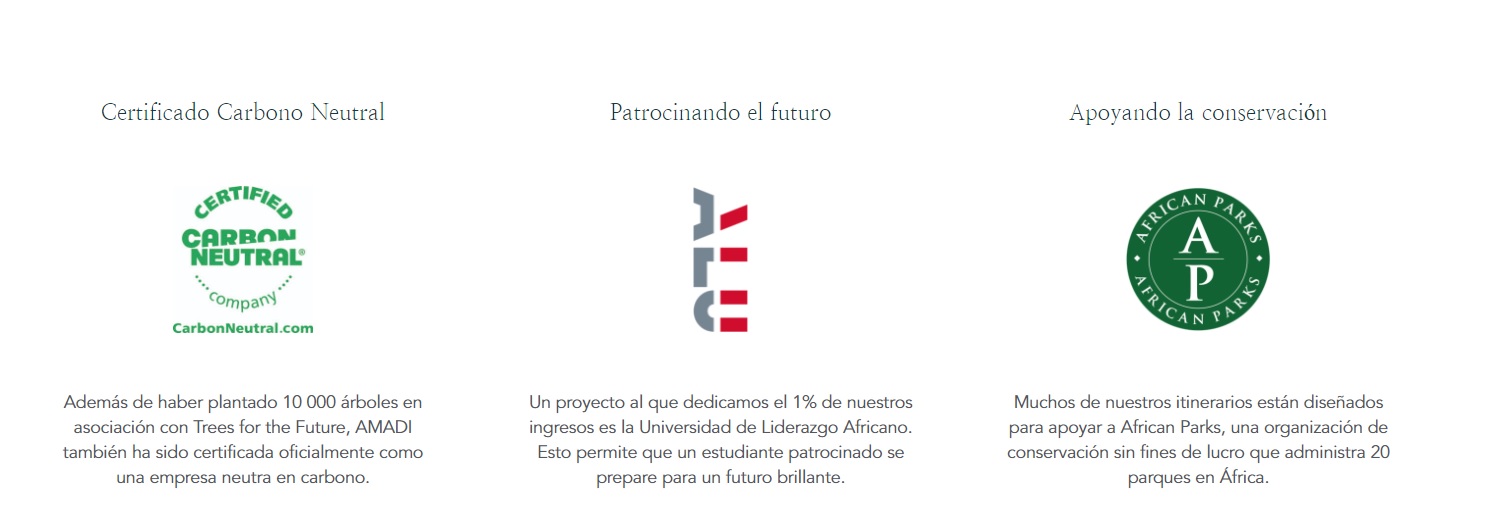 Certificado Carbono Neutral
CERTIFIED
CARBON
NEUTRAL®
company
CarbonNeutral.com
Además de haber plantado 10 000 árboles en
asociación con Trees for the Future, AMADI
también ha sido certificada oficialmente como
una empresa neutra en carbono.
Patrocinando el futuro
Un proyecto al que dedicamos el 1% de nuestros
ingresos es la Universidad de Liderazgo Africano.
Esto permite que un estudiante patrocinado se
prepare para un futuro brillante.
Apoyando la conservación
AFRICAN PARKS
A
P
AFRICAN PARKS
Muchos de nuestros itinerarios están diseñados
para apoyar a African Parks, una organización de
conservación sin fines de lucro que administra 20
parques en África.